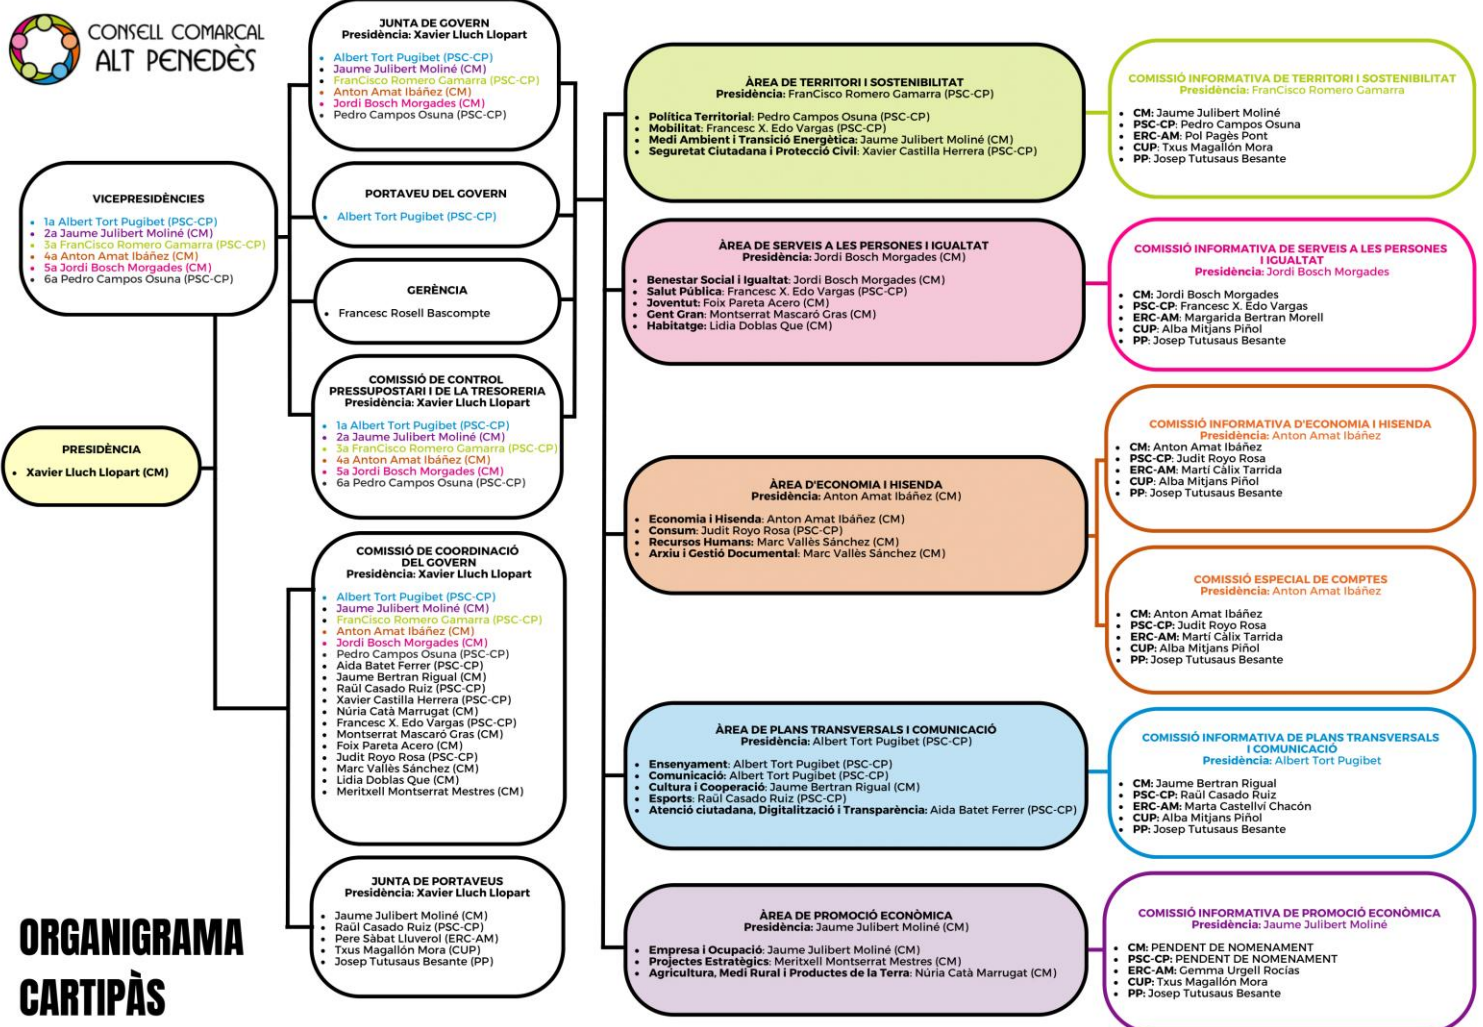 CONSELL COMARCAL
ALT PENEDÈS
PRESIDÈNCIA
Xavier Lluch Llopart (CM)
VICEPRESIDÈNCIES
1a Albert Tort Pugibet (PSC-CP)
2a Jaume Julibert Moliné (CM)
3a FranCisco Romero Gamarra (PSC-CP)
4a Anton Amat Ibáñez (CM)
5a Jordi Bosch Morgades (CM)
6a Pedro Campos Osuna (PSC-CP)
JUNTA DE GOVERN
Presidència: Xavier Lluch Llopart
Albert Tort Pugibet (PSC-CP)
Jaume Julibert Moliné (CM)
FranCisco Romero Gamarra (PSC-CP)
Anton Amat Ibáñez (CM)
Jordi Bosch Morgades (CM)
Pedro Campos Osuna (PSC-CP)
PORTAVEU DEL GOVERN
Albert Tort Pugibet (PSC-CP)
GERÈNCIA
Francesc Rosell Bascompte
COMISSIÓ DE CONTROL
PRESSUPOSTARI I DE LA TRESORERIA
Presidència: Xavier Lluch Llopart
1a Albert Tort Pugibet (PSC-CP)
2a Jaume Julibert Moliné (CM)
3a FranCisco Romero Gamarra (PSC-CP)
4a Anton Amat Ibáñez (CM)
5a Jordi Bosch Morgades (CM)
6a Pedro Campos Osuna (PSC-CP)
COMISSIÓ DE COORDINACIÓ
DEL GOVERN
Presidència: Xavier Lluch Llopart
Albert Tort Pugibet (PSC-CP)
Jaume Julibert Moliné (CM)
FranCisco Romero Gamarra (PSC-CP)
Anton Amat Ibáñez (CM)
Jordi Bosch Morgades (CM)
Pedro Campos Osuna (PSC-CP)
Aida Batet Ferrer (PSC-CP)
Jaume Bertran Rigual (CM)
Raül Casado Ruiz (PSC-CP)
Xavier Castilla Herrera (PSC-CP)
Núria Catà Marrugat (CM)
Francesc X. Edo Vargas (PSC-CP)
Montserrat Mascaró Gras (CM)
Foix Pareta Acero (CM)
Judit Royo Rosa (PSC-CP)
Marc Vallès Sánchez (CM)
Lidia Doblas Que (CM)
Meritxell Montserrat Mestres (CM)
JUNTA DE PORTAVEUS
Presidència: Xavier Lluch Llopart
Jaume Julibert Moliné (CM)
Raül Casado Ruiz (PSC-CP)
Pere Sàbat Lluverol (ERC-AM)
Txus Magallón Mora (CUP)
Josep Tutusaus Besante (PP)
ÀREA DE TERRITORI I SOSTENIBILITAT
Presidència: FranCisco Romero Gamarra (PSC-CP)
Política Territorial: Pedro Campos Osuna (PSC-CP)
Mobilitat: Francesc X. Edo Vargas (PSC-CP)
Medi Ambient i Transició Energètica: Jaume Julibert Moliné (CM)
Seguretat Ciutadana i Protecció Civil: Xavier Castilla Herrera (PSC-CP)
ÀREA DE SERVEIS A LES PERSONES I IGUALTAT
Presidència: Jordi Bosch Morgades (CM)
Benestar Social i Igualtat: Jordi Bosch Morgades (CM)
Salut Pública: Francesc X. Edo Vargas (PSC-CP)
Joventut: Foix Pareta Acero (CM)
Gent Gran: Montserrat Mascaró Gras (CM)
Habitatge: Lidia Doblas Que (CM)
ÀREA D'ECONOMIA I HISENDA
Presidència: Anton Amat Ibáñez (CM)
Economia i Hisenda: Anton Amat Ibáñez (CM)
Consum: Judit Royo Rosa (PSC-CP)
Recursos Humans: Marc Vallès Sánchez (CM)
Arxiu i Gestió Documental: Marc Vallès Sánchez (CM)
ÀREA DE PLANS TRANSVERSALS I COMUNICACIÓ
Presidència: Albert Tort Pugibet (PSC-CP)
Ensenyament: Albert Tort Pugibet (PSC-CP)
Comunicació: Albert Tort Pugibet (PSC-CP)
Cultura i Cooperació: Jaume Bertran Rigual (CM)
Esports: Raül Casado Ruiz (PSC-CP)
Atenció ciutadana, Digitalització i Transparència: Aida Batet Ferrer (PSC-CP)
ÀREA DE PROMOCIÓ ECONÒMICA
Presidència: Jaume Julibert Moliné (CM)
Empresa i Ocupació: Jaume Julibert Moliné (CM)
Projectes Estratègics: Meritxell Montserrat Mestres (CM)
Agricultura, Medi Rural i Productes de la Terra: Núria Catà Marrugat (CM)
COMISSIÓ INFORMATIVA DE TERRITORI I SOSTENIBILITAT
Presidència: FranCisco Romero Gamarra
CM: Jaume Julibert Moliné
PSC-CP: Pedro Campos Osuna
ERC-AM: Pol Pagès Pont
CUP: Txus Magallón Mora
PP: Josep Tutusaus Besante
COMISSIÓ INFORMATIVA DE SERVEIS A LES PERSONES
I IGUALTAT
Presidència: Jordi Bosch Morgades
CM: Jordi Bosch Morgades
PSC-CP: Francesc X. Edo Vargas
ERC-AM: Margarida Bertran Morell
CUP: Alba Mitjans Piñol
PP: Josep Tutusaus Besante
COMISSIÓ INFORMATIVA D'ECONOMIA I HISENDA
Presidència: Anton Amat Ibáñez
CM: Anton Amat Ibáñez
PSC-CP: Judit Royo Rosa
ERC-AM: Martí Càlix Tarrida
CUP: Alba Mitjans Piñol
PP: Josep Tutusaus Besante
COMISSIÓ ESPECIAL DE COMPTES
Presidència: Anton Amat Ibáñez
CM: Anton Amat Ibáñez
PSC-CP: Judit Royo Rosa
ERC-AM: Martí Càlix Tarrida
CUP: Alba Mitjans Piñol
PP: Josep Tutusaus Besante
COMISSIÓ INFORMATIVA DE PLANS TRANSVERSALS
I COMUNICACIÓ
Presidència: Albert Tort Pugibet
CM: Jaume Bertran Rigual
PSC-CP: Raül Casado Ruiz
ERC-AM: Marta Castellví Chacón
CUP: Alba Mitjans Piñol
PP: Josep Tutusaus Besante
COMISSIÓ INFORMATIVA DE PROMOCIÓ ECONÒMICA
Presidència: Jaume Julibert Moliné
CM: PENDENT DE NOMENAMENT
PSC-CP: PENDENT DE NOMENAMENT
ERC-AM: Gemma Urgell Rocías
CUP: Txus Magallón Mora
PP: Josep Tutusaus Besante
ORGANIGRAMA
CARTIPÀS